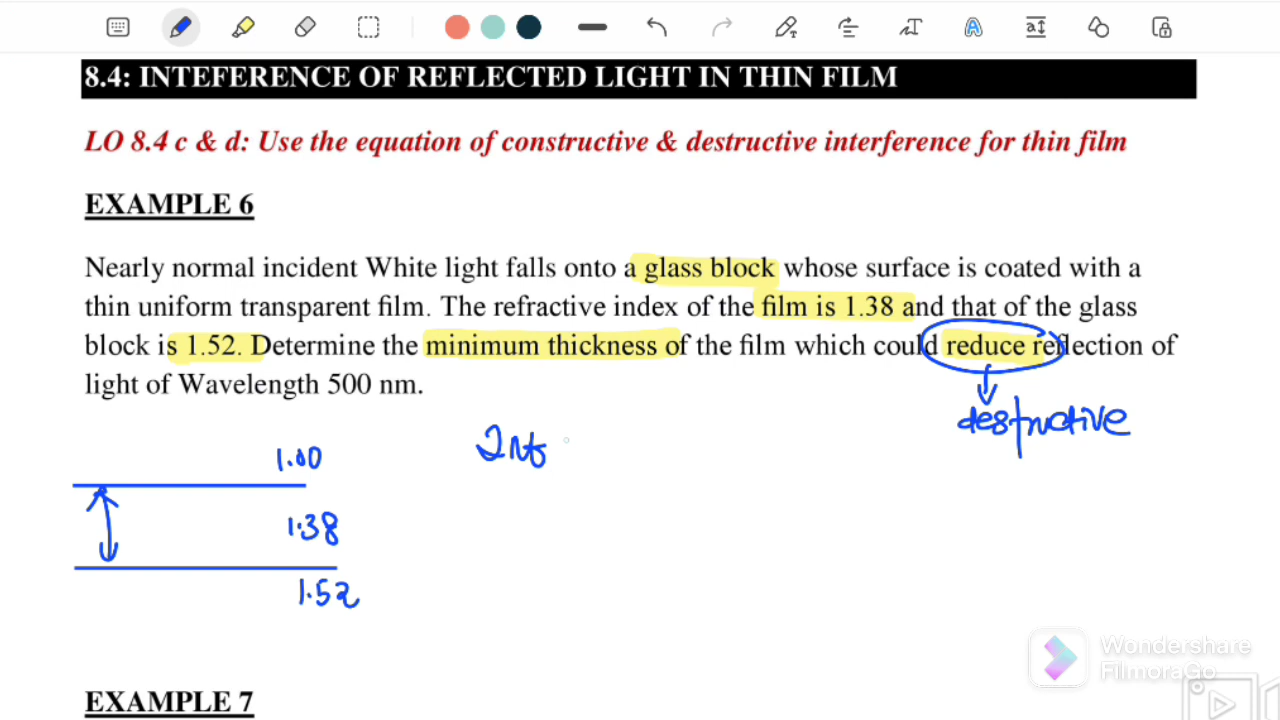 8.4: INTEFERENCE OF REFLECTED LIGHT IN THIN FILM
LO 8.4 c & d: Use the equation of constructive & destructive interference for thin film
EXAMPLE 6
Nearly normal incident White light falls onto a glass block whose surface is coated with a
thin uniform transparent film. The refractive index of the film is 1.38 and that of the glass
block is 1.52. Determine the minimum thickness of the film which could reduce reflection of
light of Wavelength 500 nm.
destructive
2nt
1.00
1.38
1.52
Wondershare
FilmoraGo
EXAMPLE 7